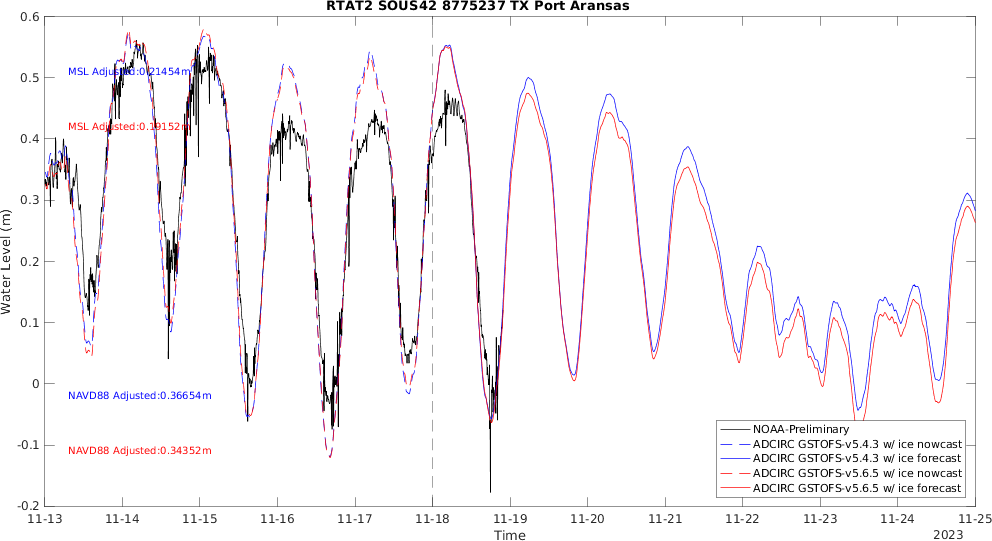 RTAT2 SOUS42 8775237 TX Port Aransas
0.6
0.5
0.4
0.3
0.2
0.1
0
-0.1
-0.2
Water Level (m)
MSL Adjusted:0.21454m
MSL Adjusted:0.19152m
NAVD88 Adjusted:0.36654m
NAVD88 Adjusted:0.34352m
NOAA-Preliminary
ADCIRC GSTOFS-v5.4.3 w/ ice nowcast
ADCIRC GSTOFS-v5.4.3 w/ ice forecast
ADCIRC GSTOFS-v5.6.5 w/ ice nowcast
ADCIRC GSTOFS-v5.6.5 w/ ice forecast
11-13 11-14 11-15 11-16 11-17 11-18 11-19 11-20 11-21 11-22 11-23 11-24 11-25
Time
2023